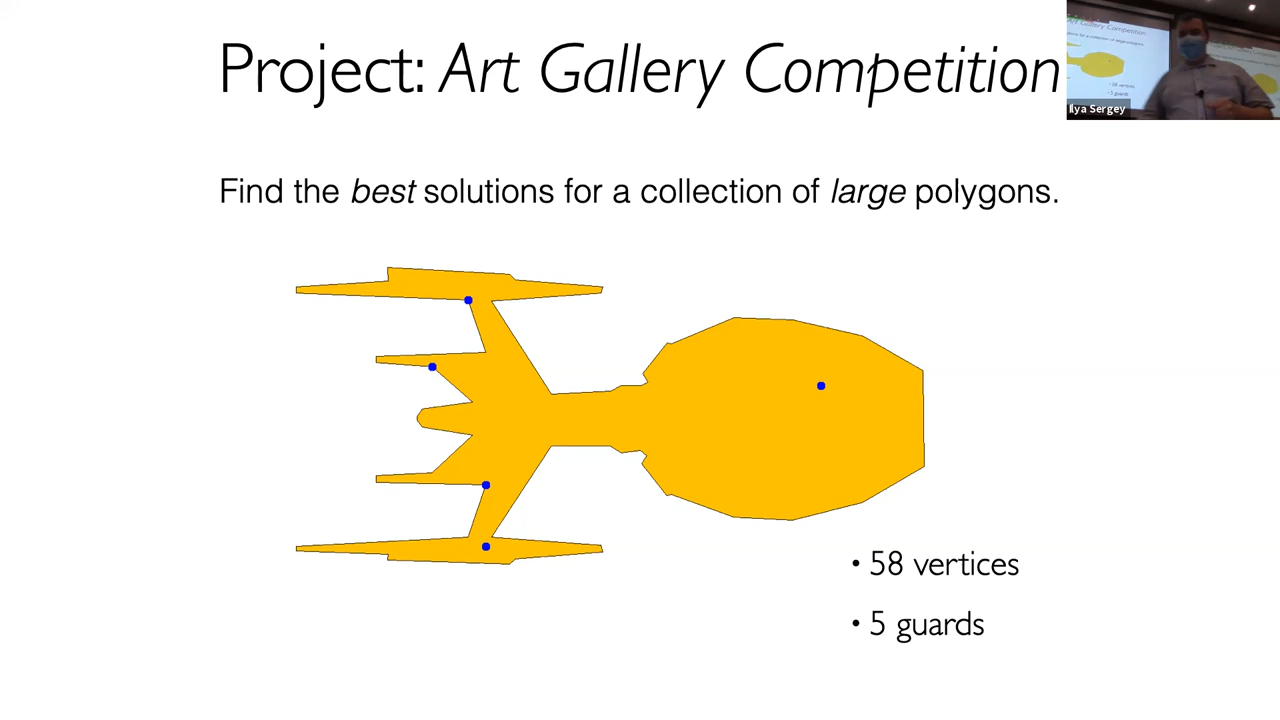 Project: Art Gallery Competition
Ilya Sergey
Find the best solutions for a collection of large polygons.
• 58 vertices
• 5 guards